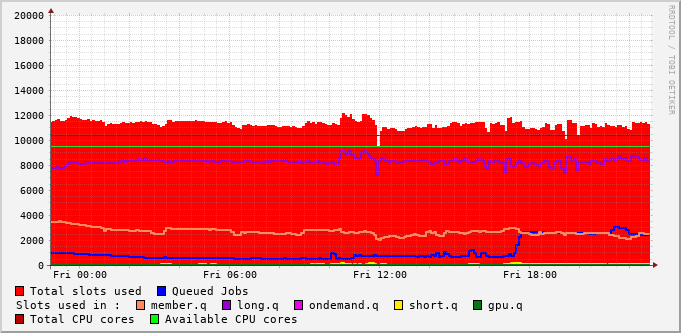 RRDTOOL / TOBI OETIKER
20000
18000
16000
14000
12000
10000
8000
6000
4000
2000
0
Fri 00:00 Fri 06:00 Fri 12:00 Fri 18:00
Total slots used Queued Jobs
Slots used in : member.q long.q ondemand.q short.q gpu.q
Total CPU cores Available CPU cores